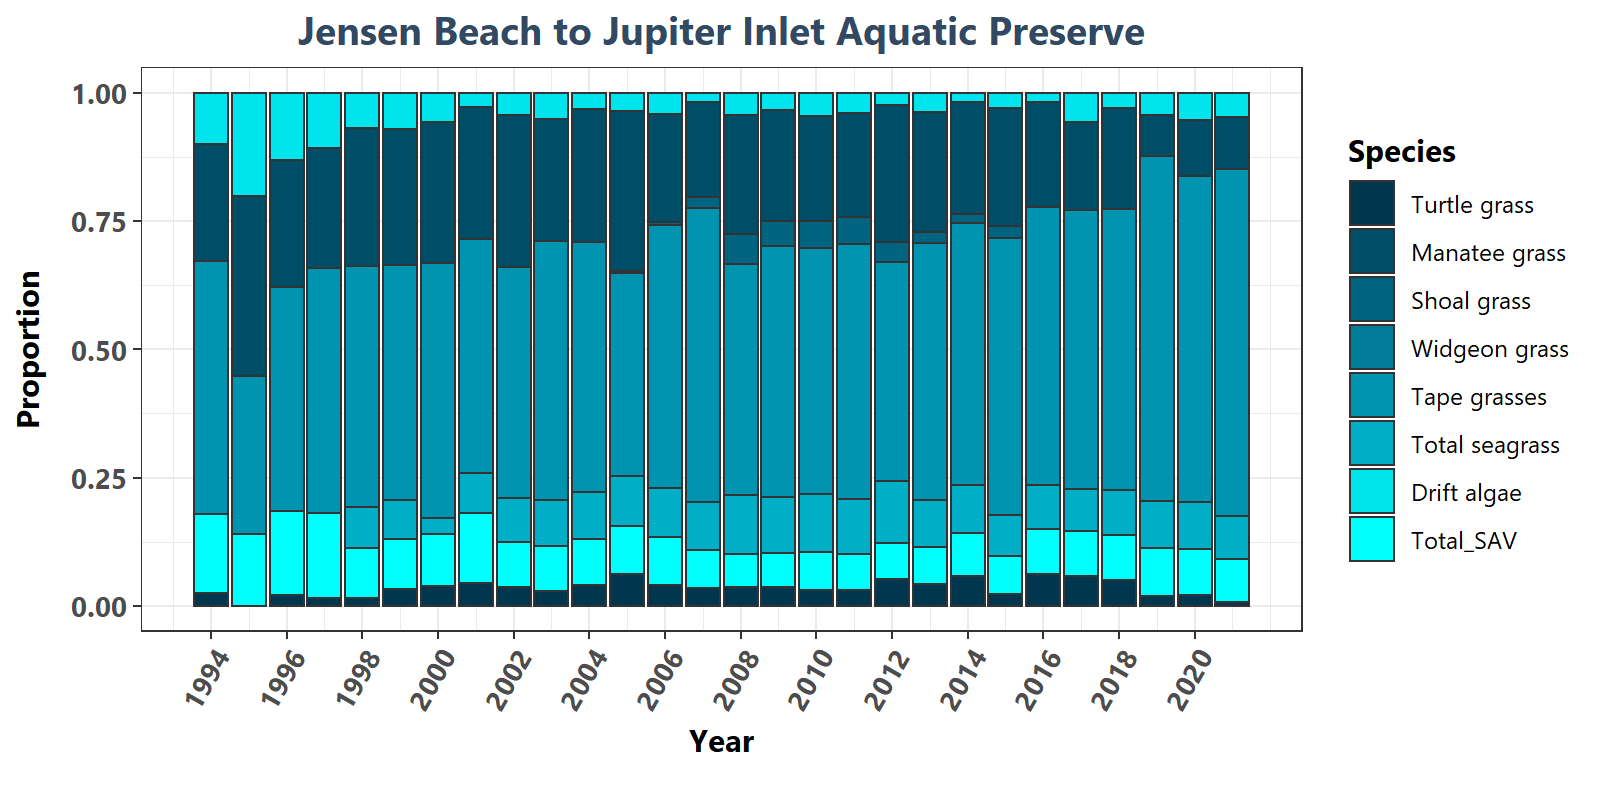 Jensen Beach to Jupiter Inlet Aquatic Preserve
1.00
0.75
0.50
0.25
0.00
Proportion
1994
1996
1998
2000
2002
2004
2006
2008
2010
2012
2014
2016
2018
2020
Year
Species
Turtle grass
Manatee grass
Shoal grass
Widgeon grass
Tape grasses
Total seagrass
Drift algae
Total_SAV